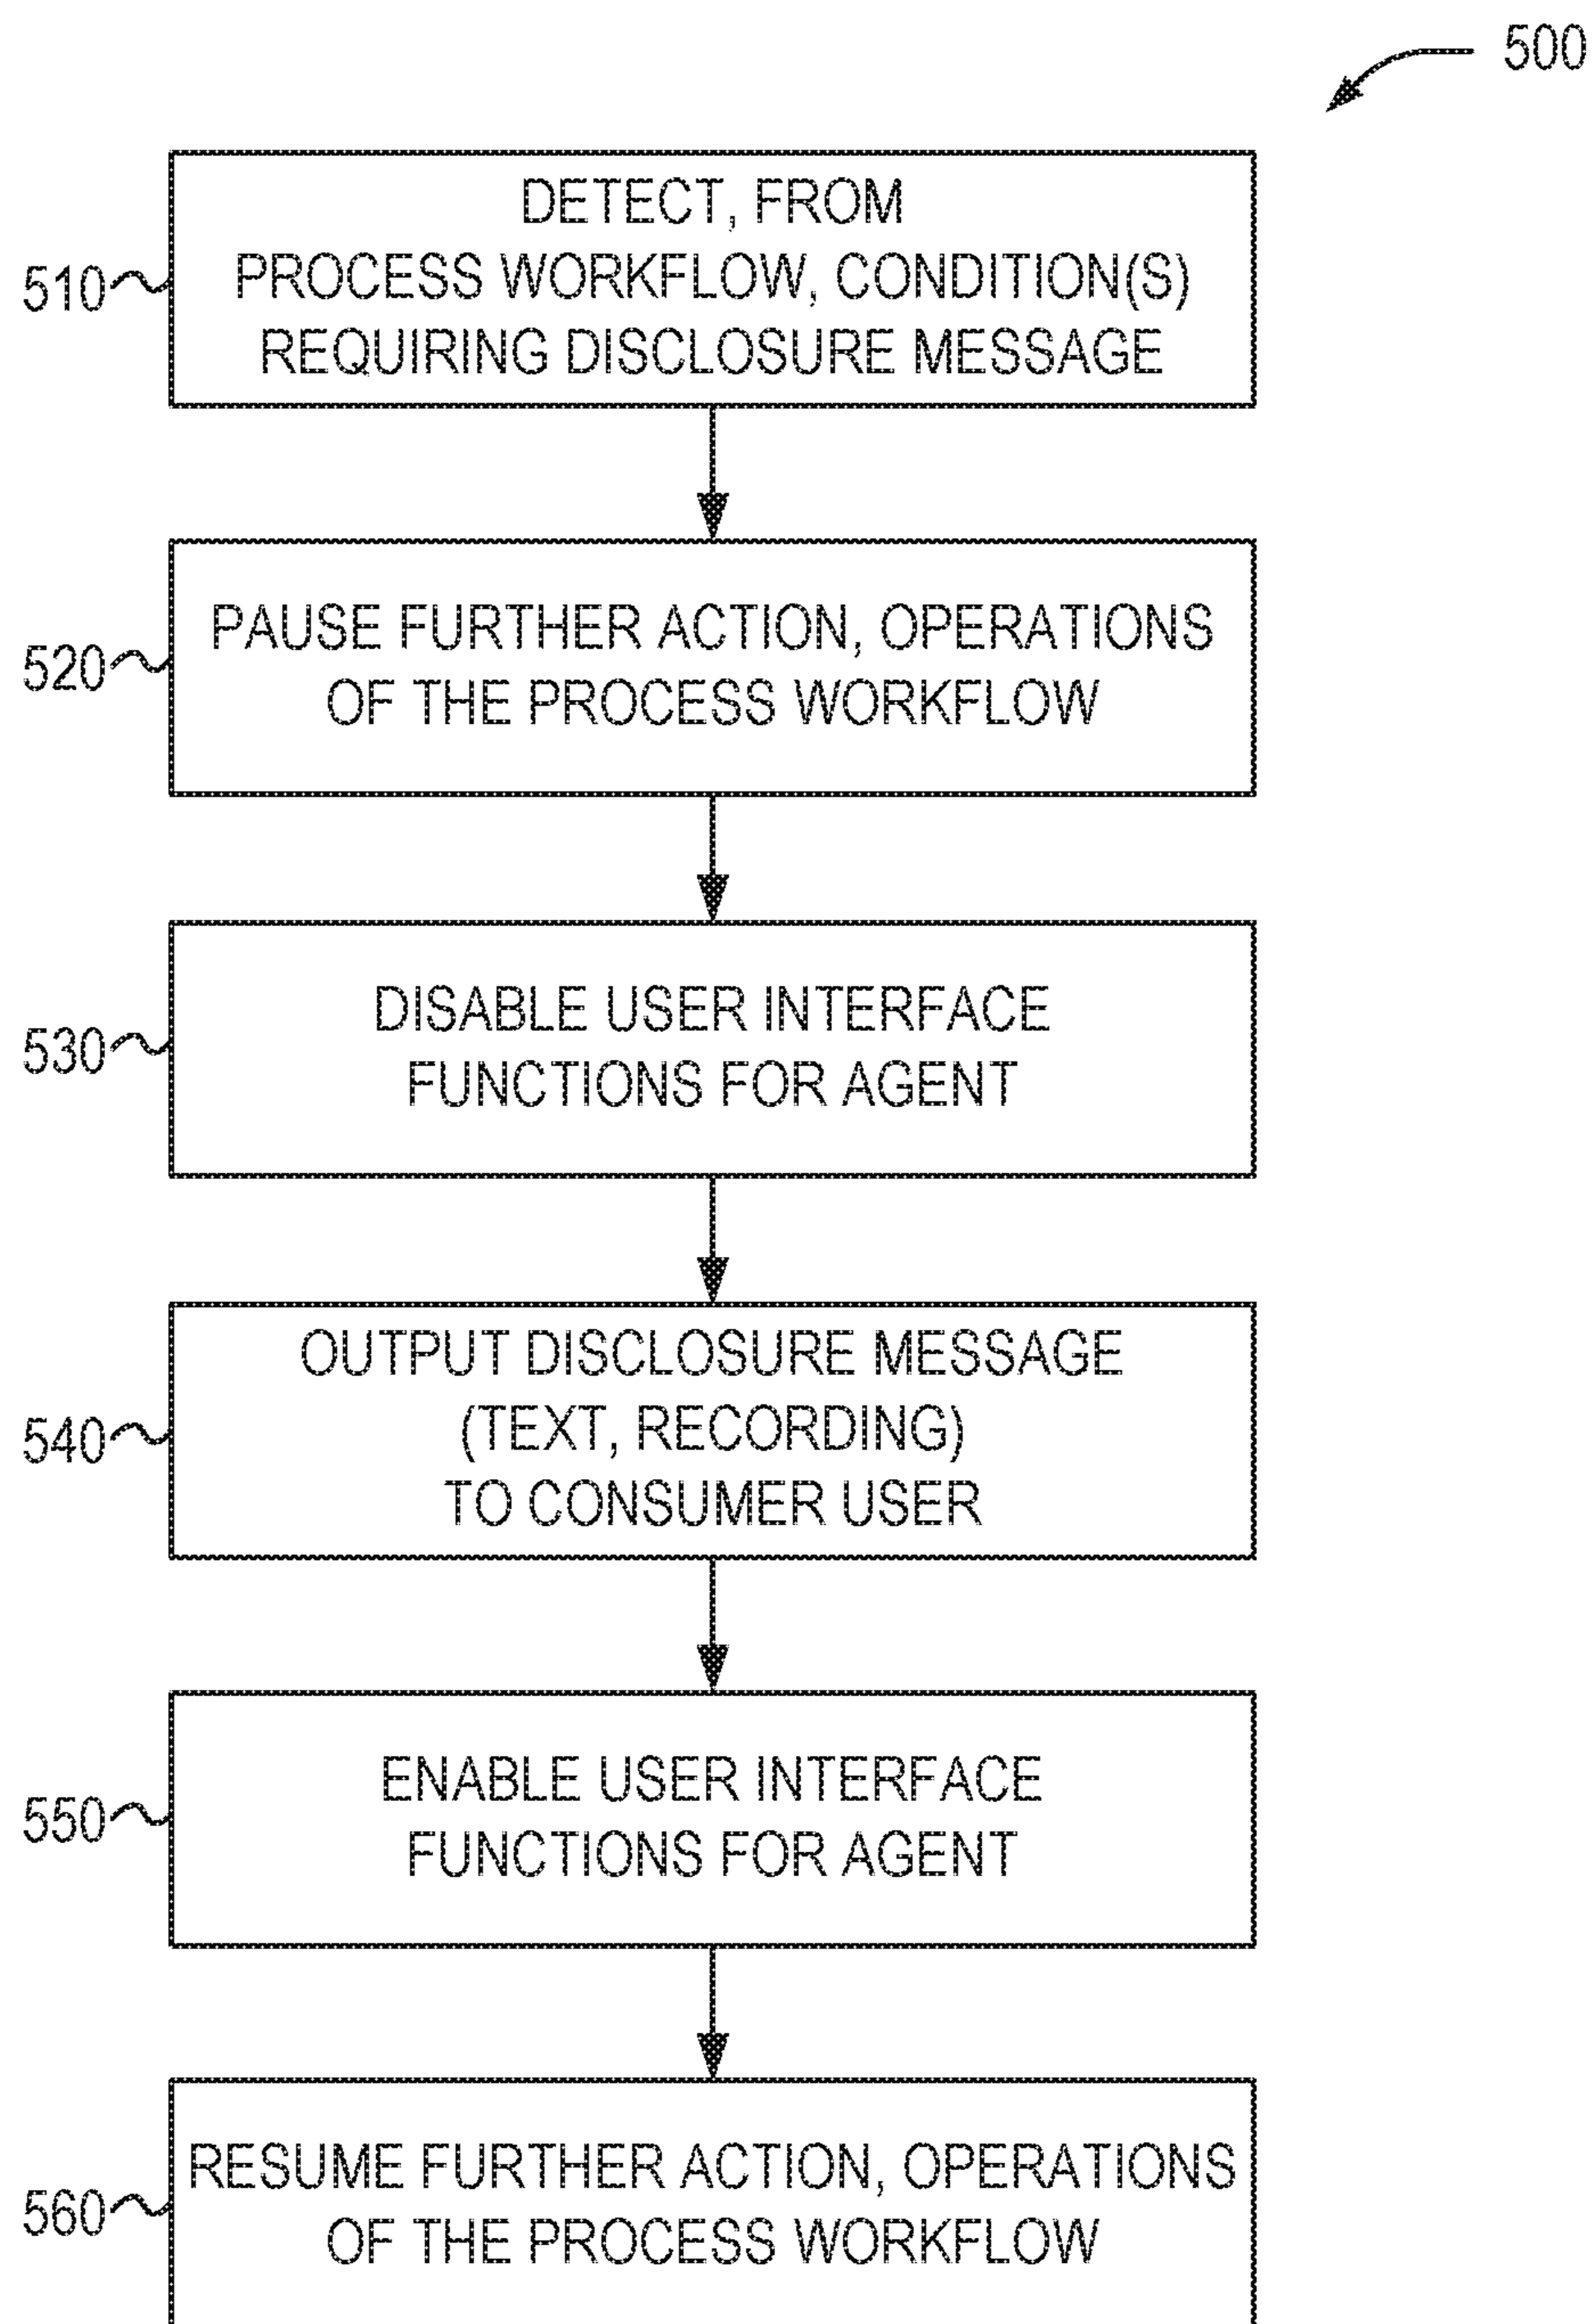 500
DETECT, FROM
PROCESS WORKFLOW, CONDITION(S)
REQUIRING DISCLOSURE MESSAGE
510
PAUSE FURTHER ACTION, OPERATIONS
OF THE PROCESS WORKFLOW
520
DISABLE USER INTERFACE
FUNCTIONS FOR AGENT
530
OUTPUT DISCLOSURE MESSAGE
(TEXT, RECORDING)
TO CONSUMER USER
540
ENABLE USER INTERFACE
FUNCTIONS FOR AGENT
550
RESUME FURTHER ACTION, OPERATIONS
OF THE PROCESS WORKFLOW
560